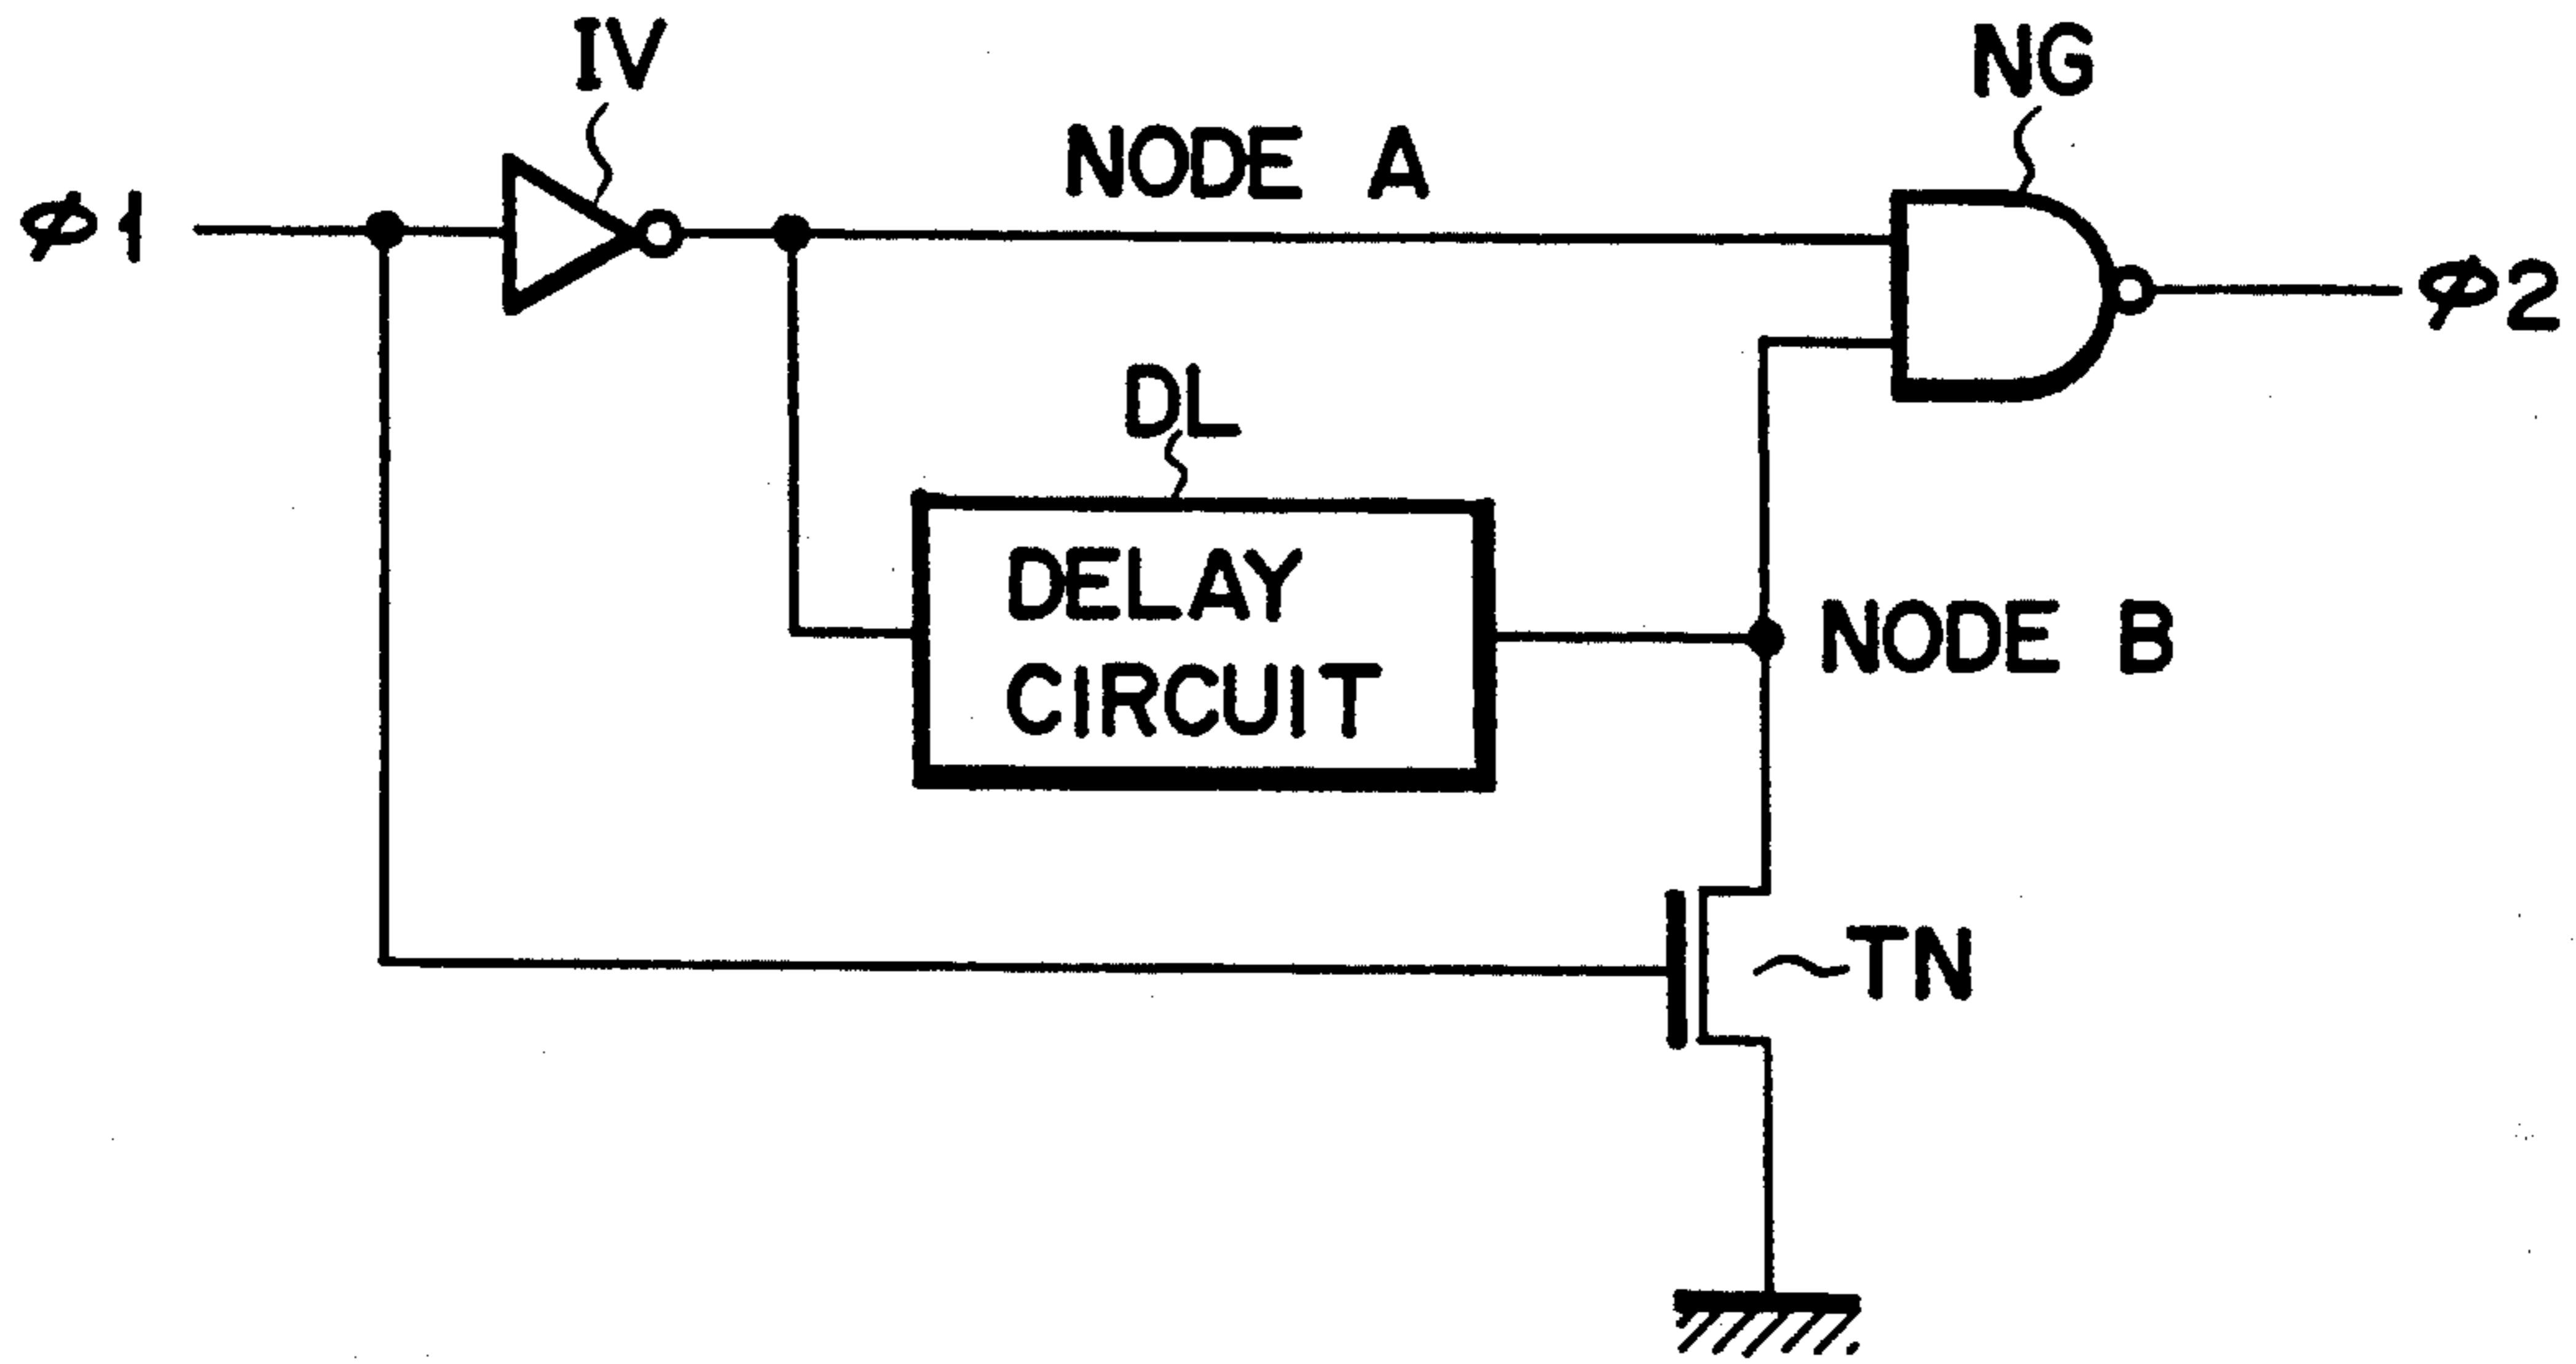 IV
NG
NODE A
φ1
φ2
DL
DELAY
CIRCUIT
NODE B
TN